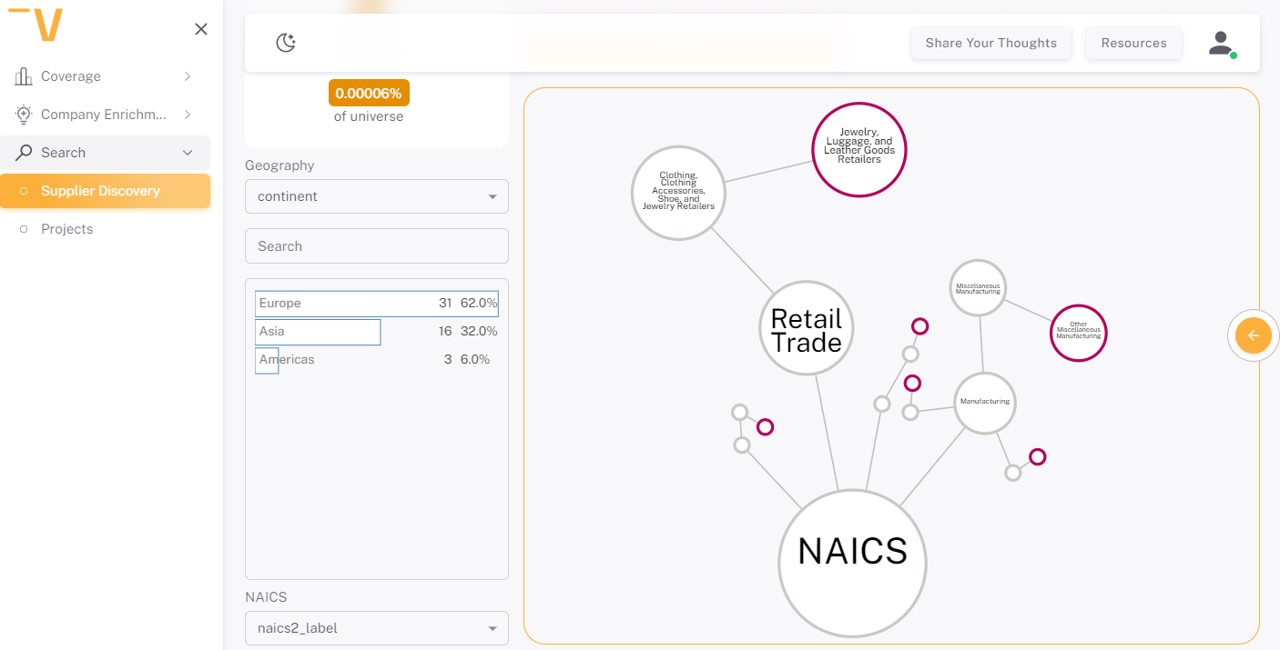 V
Share Your Thoughts
Resources
Coverage
Company Enrichm...
Search
Supplier Discovery
Projects
0.00006%
of universe
Geography
continent
Search
Europe 31 62.0%
Asia 16 32.0%
Americas 3 6.0%
NAICS
naics2_label
Jewelry,
Luggage, and
Leather Goods
Retailers
Clothing,
Clothing
Accessories,
Shoe, and
Jewelry Retailers
Retail
Trade
Miscellaneous
Manufacturing
Other
Miscellaneous
Manufacturing
Manufacturing
NAICS